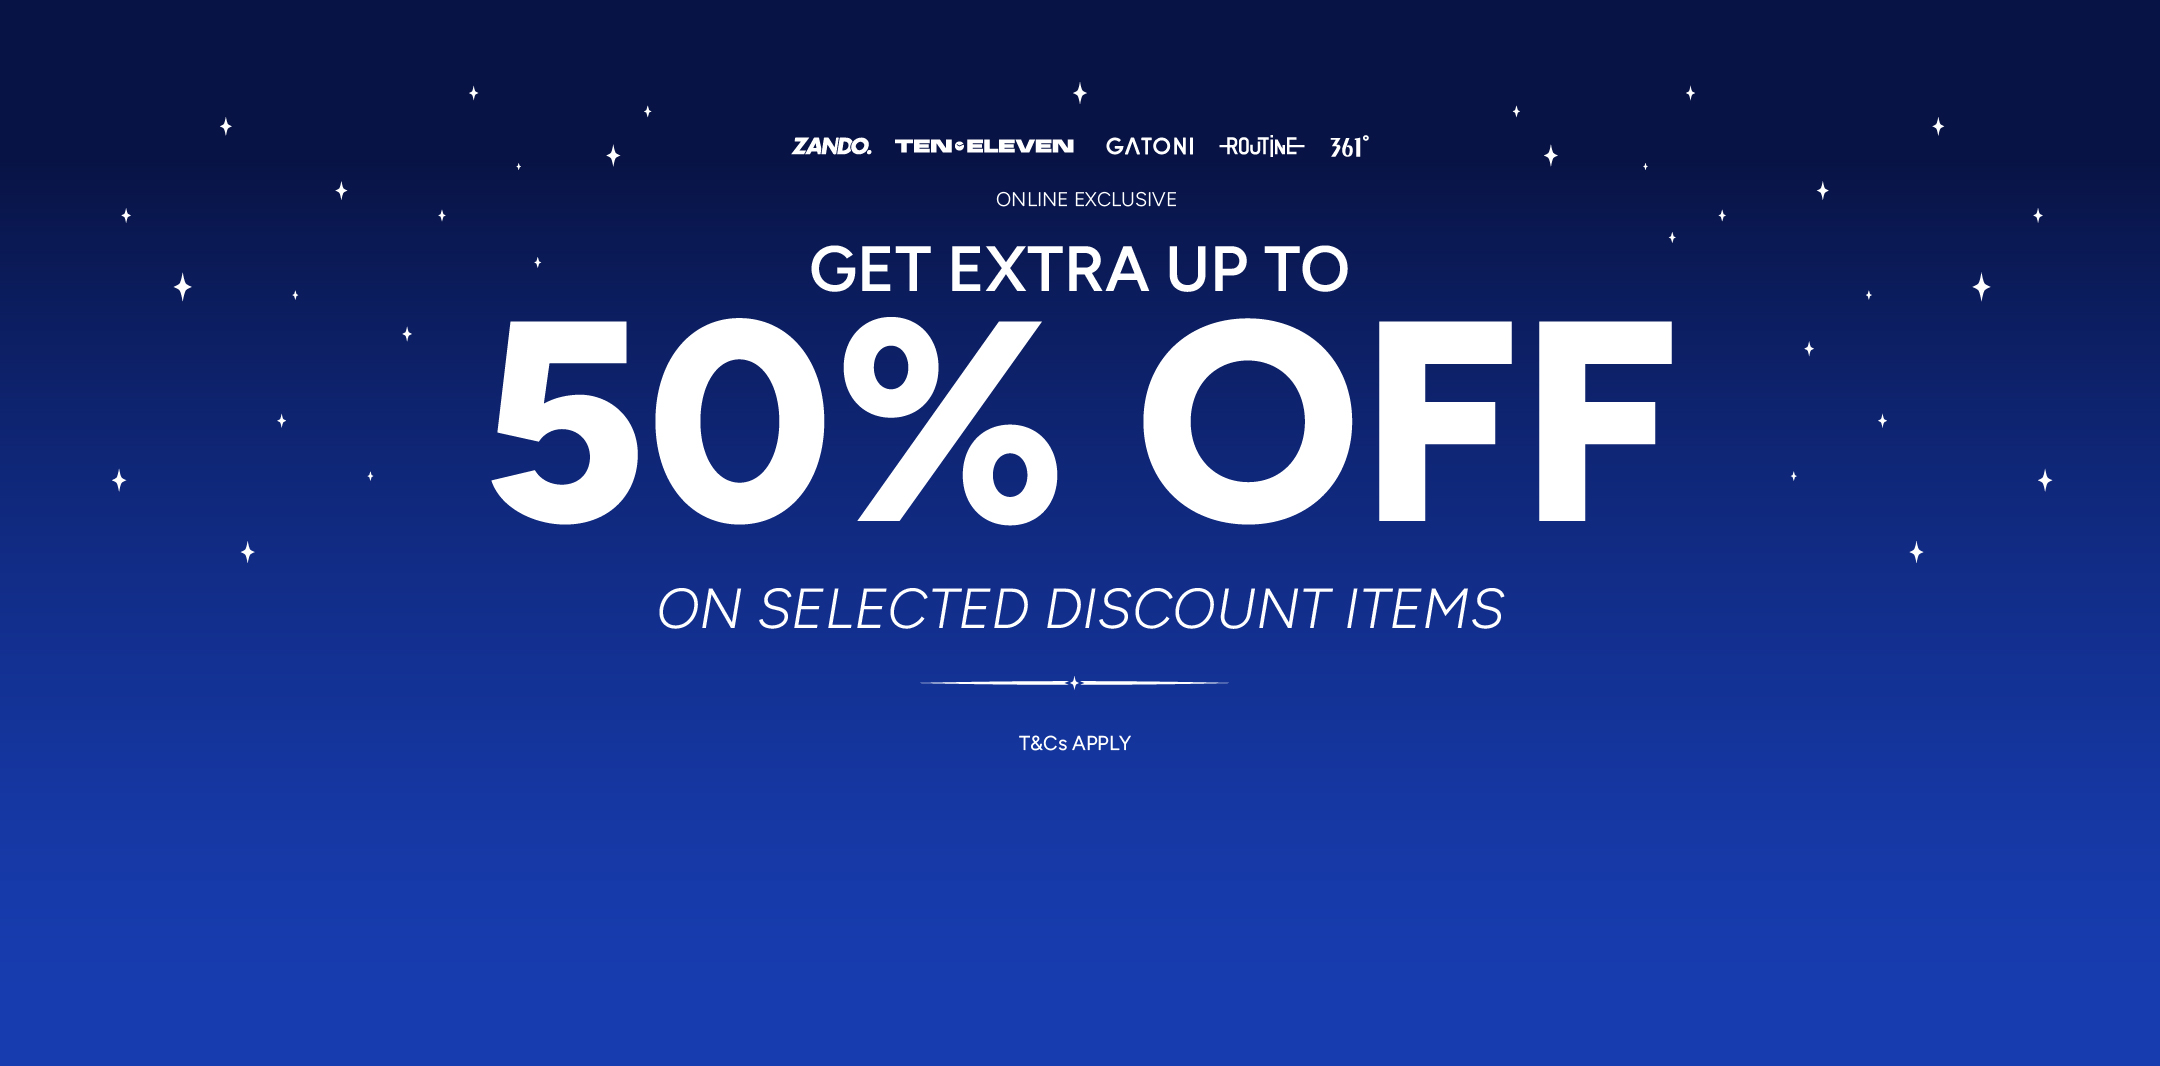 ZANDO. TEN ELEVEN GATONI ROUTINE 361°
ONLINE EXCLUSIVE
GET EXTRA UP TO
50% OFF
ON SELECTED DISCOUNT ITEMS
T&Cs APPLY